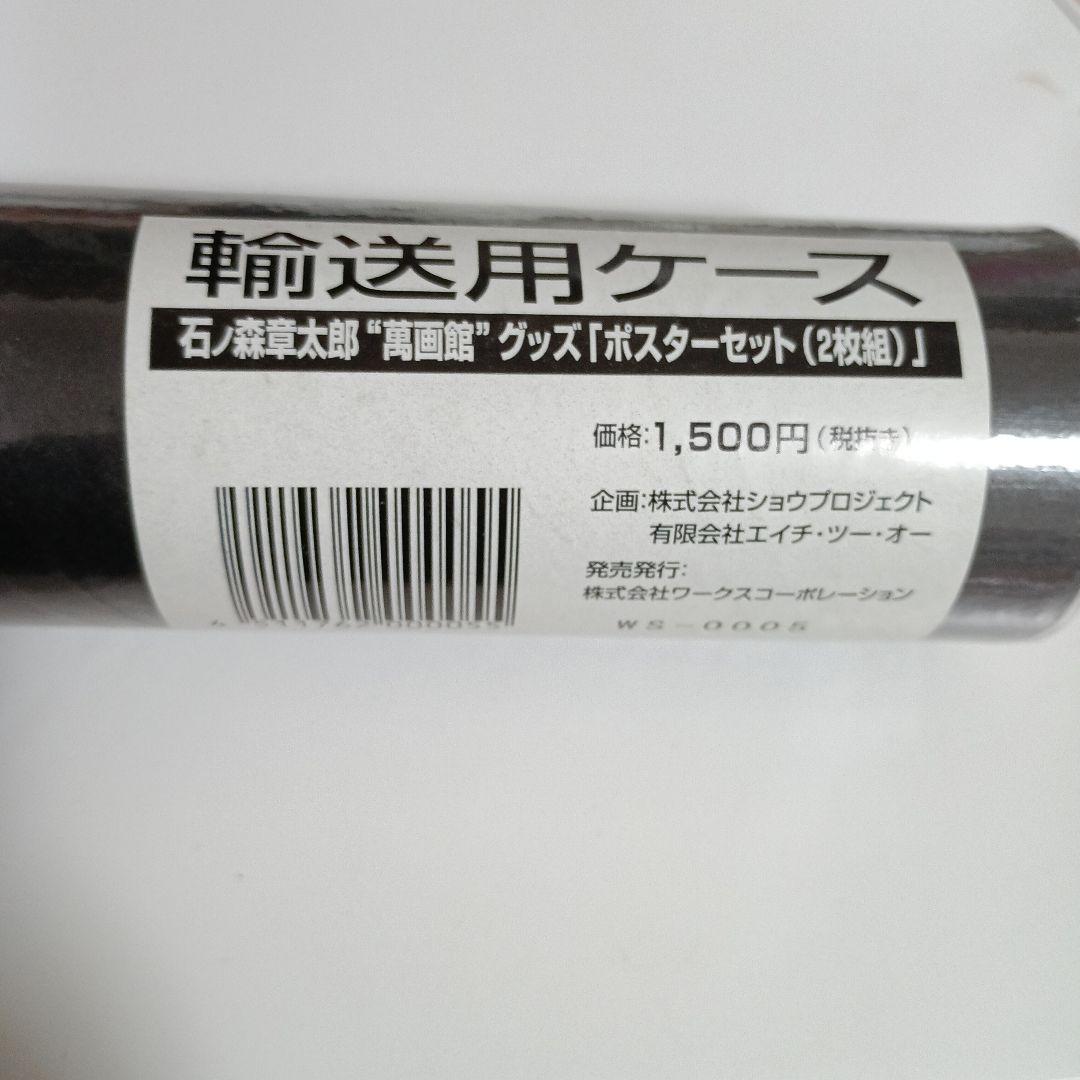 輸送用ケース
石ノ森章太郎“萬画館”グッズ「ポスターセット(2枚組)」
価格:1,500円(税抜き)
企画:株式会社ショウプロジェクト
有限会社エイチ・ツー・オー
発売発行:
株式会社ワークスコーポレーション
WS-0005